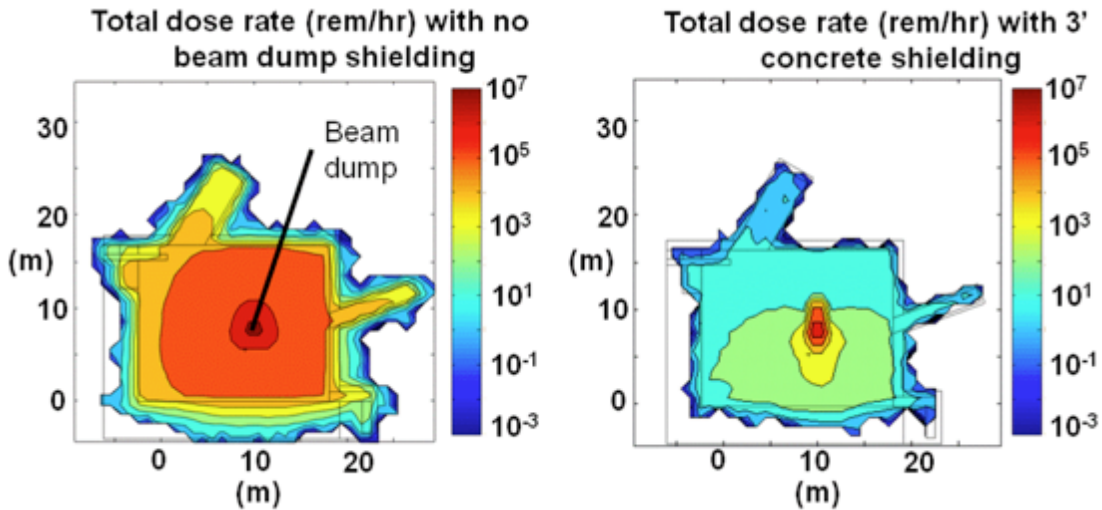 Total dose rate (rem/hr) with no
beam dump shielding
Beam
dump
30
20
(m)
10
0
0
20
(m)
10⁷
10⁵
10³
10¹
10⁻¹
10⁻³
Total dose rate (rem/hr) with 3'
concrete shielding
30
20
(m)
10
0
0
20
(m)
10⁷
10⁵
10³
10¹
10⁻¹
10⁻³